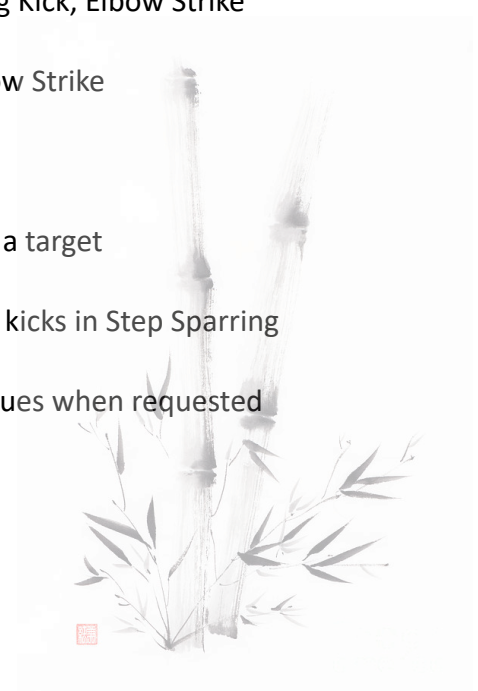 g Kick, Elbow Strike
w Strike
a target
kicks in Step Sparring
ues when requested